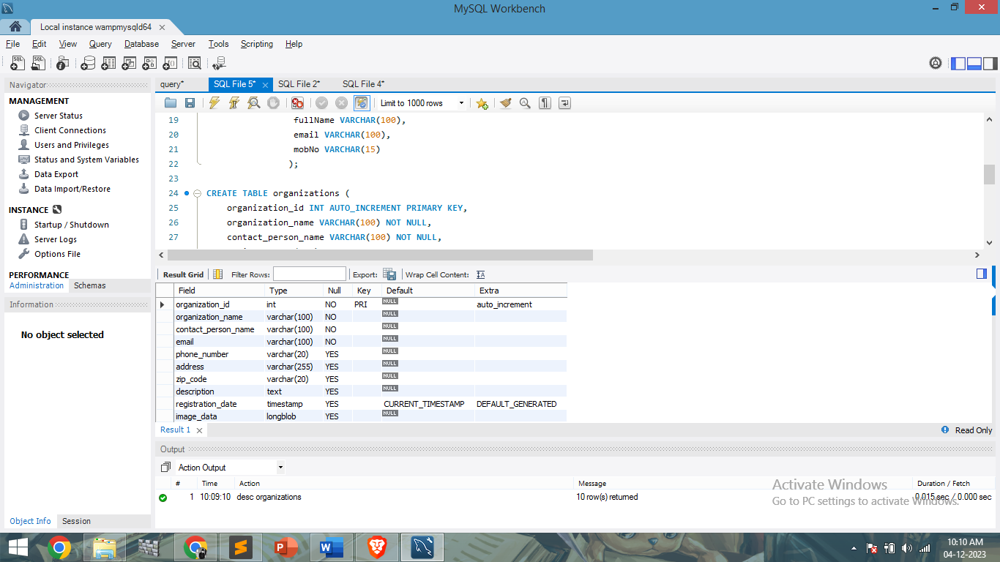 MySQL Workbench
Local instance wampmysqld64
File Edit View Query Database Server Tools Scripting Help
Navigator
MANAGEMENT
Server Status
Client Connections
Users and Privileges
Status and System Variables
Data Export
Data Import/Restore
INSTANCE
Startup / Shutdown
Server Logs
Options File
PERFORMANCE
Administration Schemas
Information
No object selected
Object Info Session
query* SQL File 5* SQL File 2* SQL File 4*
Limit to 1000 rows
19 fullName VARCHAR(100),
20 email VARCHAR(100),
21 mobNo VARCHAR(15)
22 );
23
24 CREATE TABLE organizations (
25 organization_id INT AUTO_INCREMENT PRIMARY KEY,
26 organization_name VARCHAR(100) NOT NULL,
27 contact_person_name VARCHAR(100) NOT NULL,
Result Grid Filter Rows: Export: Wrap Cell Content:
Field Type Null Key Default Extra
organization_id int NO PRI NULL auto_increment
organization_name varchar(100) NO NULL
contact_person_name varchar(100) NO NULL
email varchar(100) NO NULL
phone_number varchar(20) YES NULL
address varchar(255) YES NULL
zip_code varchar(20) YES NULL
description text YES NULL
registration_date timestamp YES CURRENT_TIMESTAMP DEFAULT_GENERATED
image_data longblob YES NULL
Result 1 Read Only
Output
Action Output
# Time Action Message Duration / Fetch
1 10:09:10 desc organizations 10 row(s) returned 0.015 sec / 0.000 sec
Activate Windows
Go to PC settings to activate Windows.
10:10 AM
04-12-2023